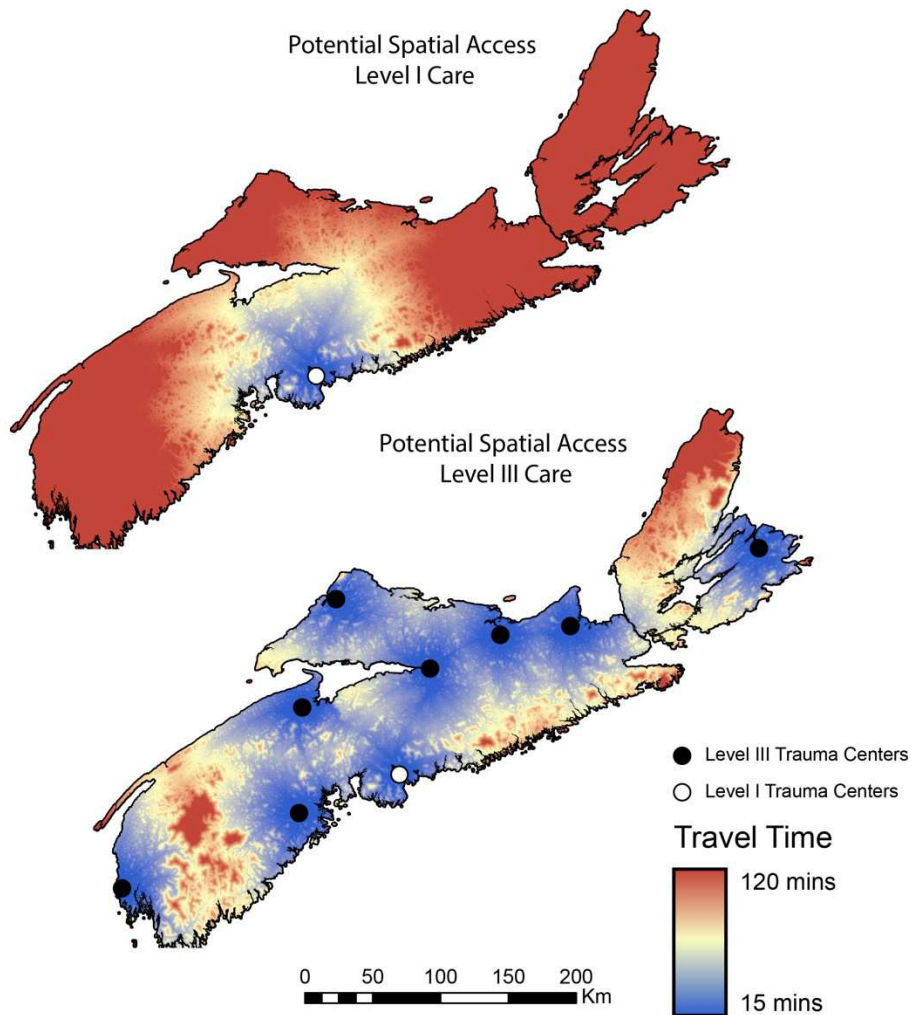 Potential Spatial Access
Level I Care
Potential Spatial Access
Level III Care
Level III Trauma Centers
Level I Trauma Centers
Travel Time
120 mins
15 mins
0 50 100 150 200
Km